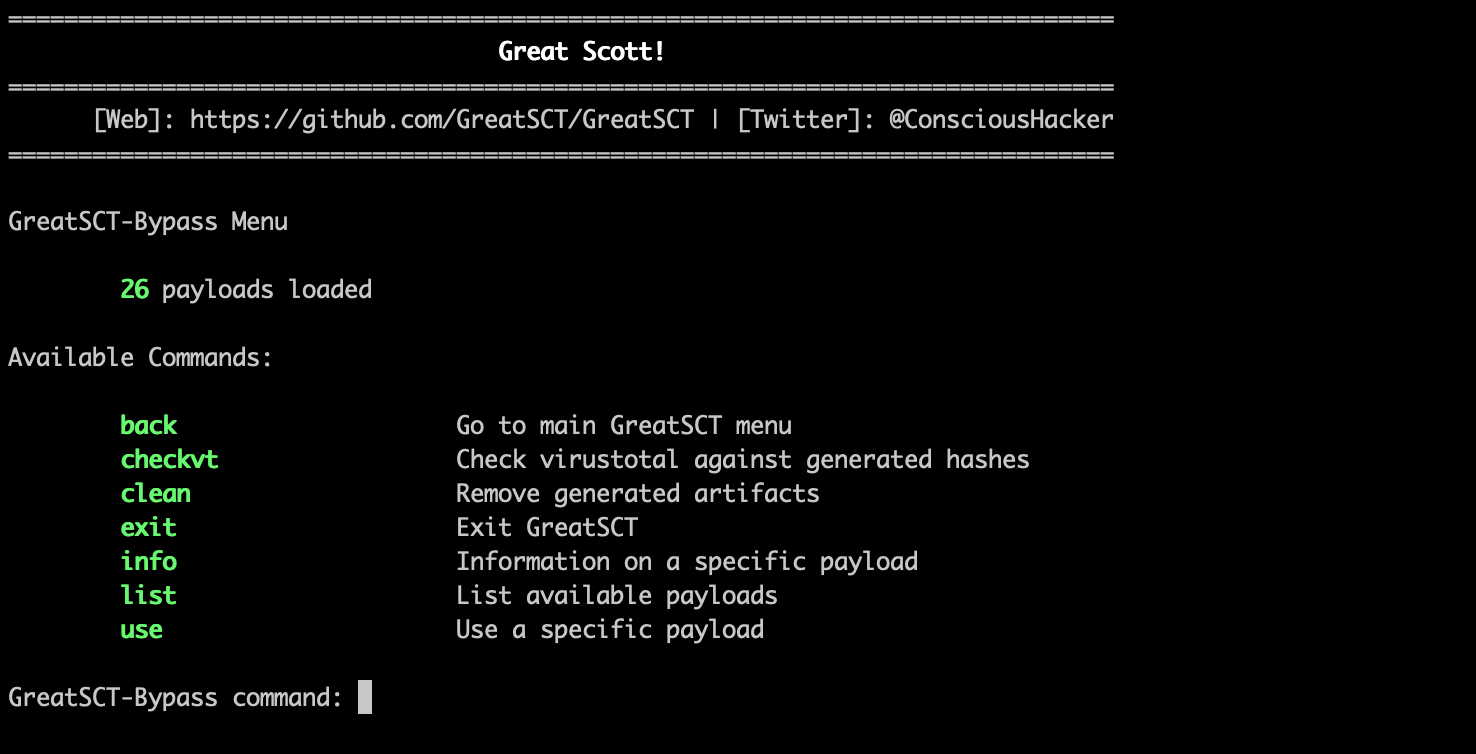 ===============================================================================
Great Scott!
===============================================================================
[Web]: https://github.com/GreatSCT/GreatSCT | [Twitter]: @ConsciousHacker
===============================================================================
GreatSCT-Bypass Menu
26 payloads loaded
Available Commands:
back Go to main GreatSCT menu
checkvt Check virustotal against generated hashes
clean Remove generated artifacts
exit Exit GreatSCT
info Information on a specific payload
list List available payloads
use Use a specific payload
GreatSCT-Bypass command: